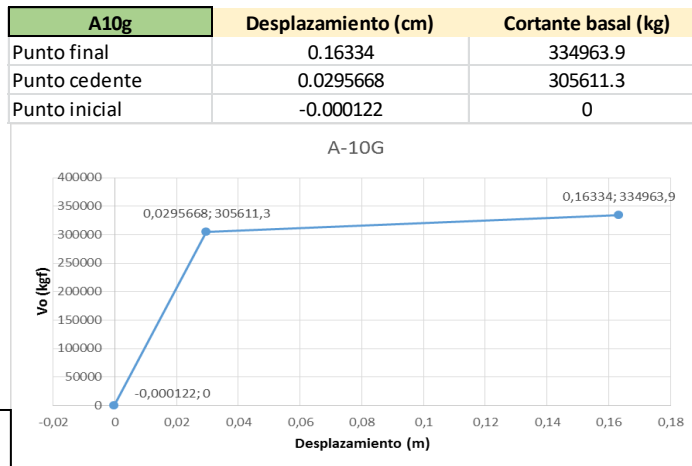 A10g Desplazamiento (cm) Cortante basal (kg)
Punto final 0.16334 334963.9
Punto cedente 0.0295668 305611.3
Punto inicial -0.000122 0
A-10G
400000
350000
300000
250000
200000
150000
100000
50000
0
Vo (kgf)
0,0295668; 305611,3
0,16334; 334963,9
-0,000122; 0
-0,02 0 0,02 0,04 0,06 0,08 0,1 0,12 0,14 0,16 0,18
Desplazamiento (m)